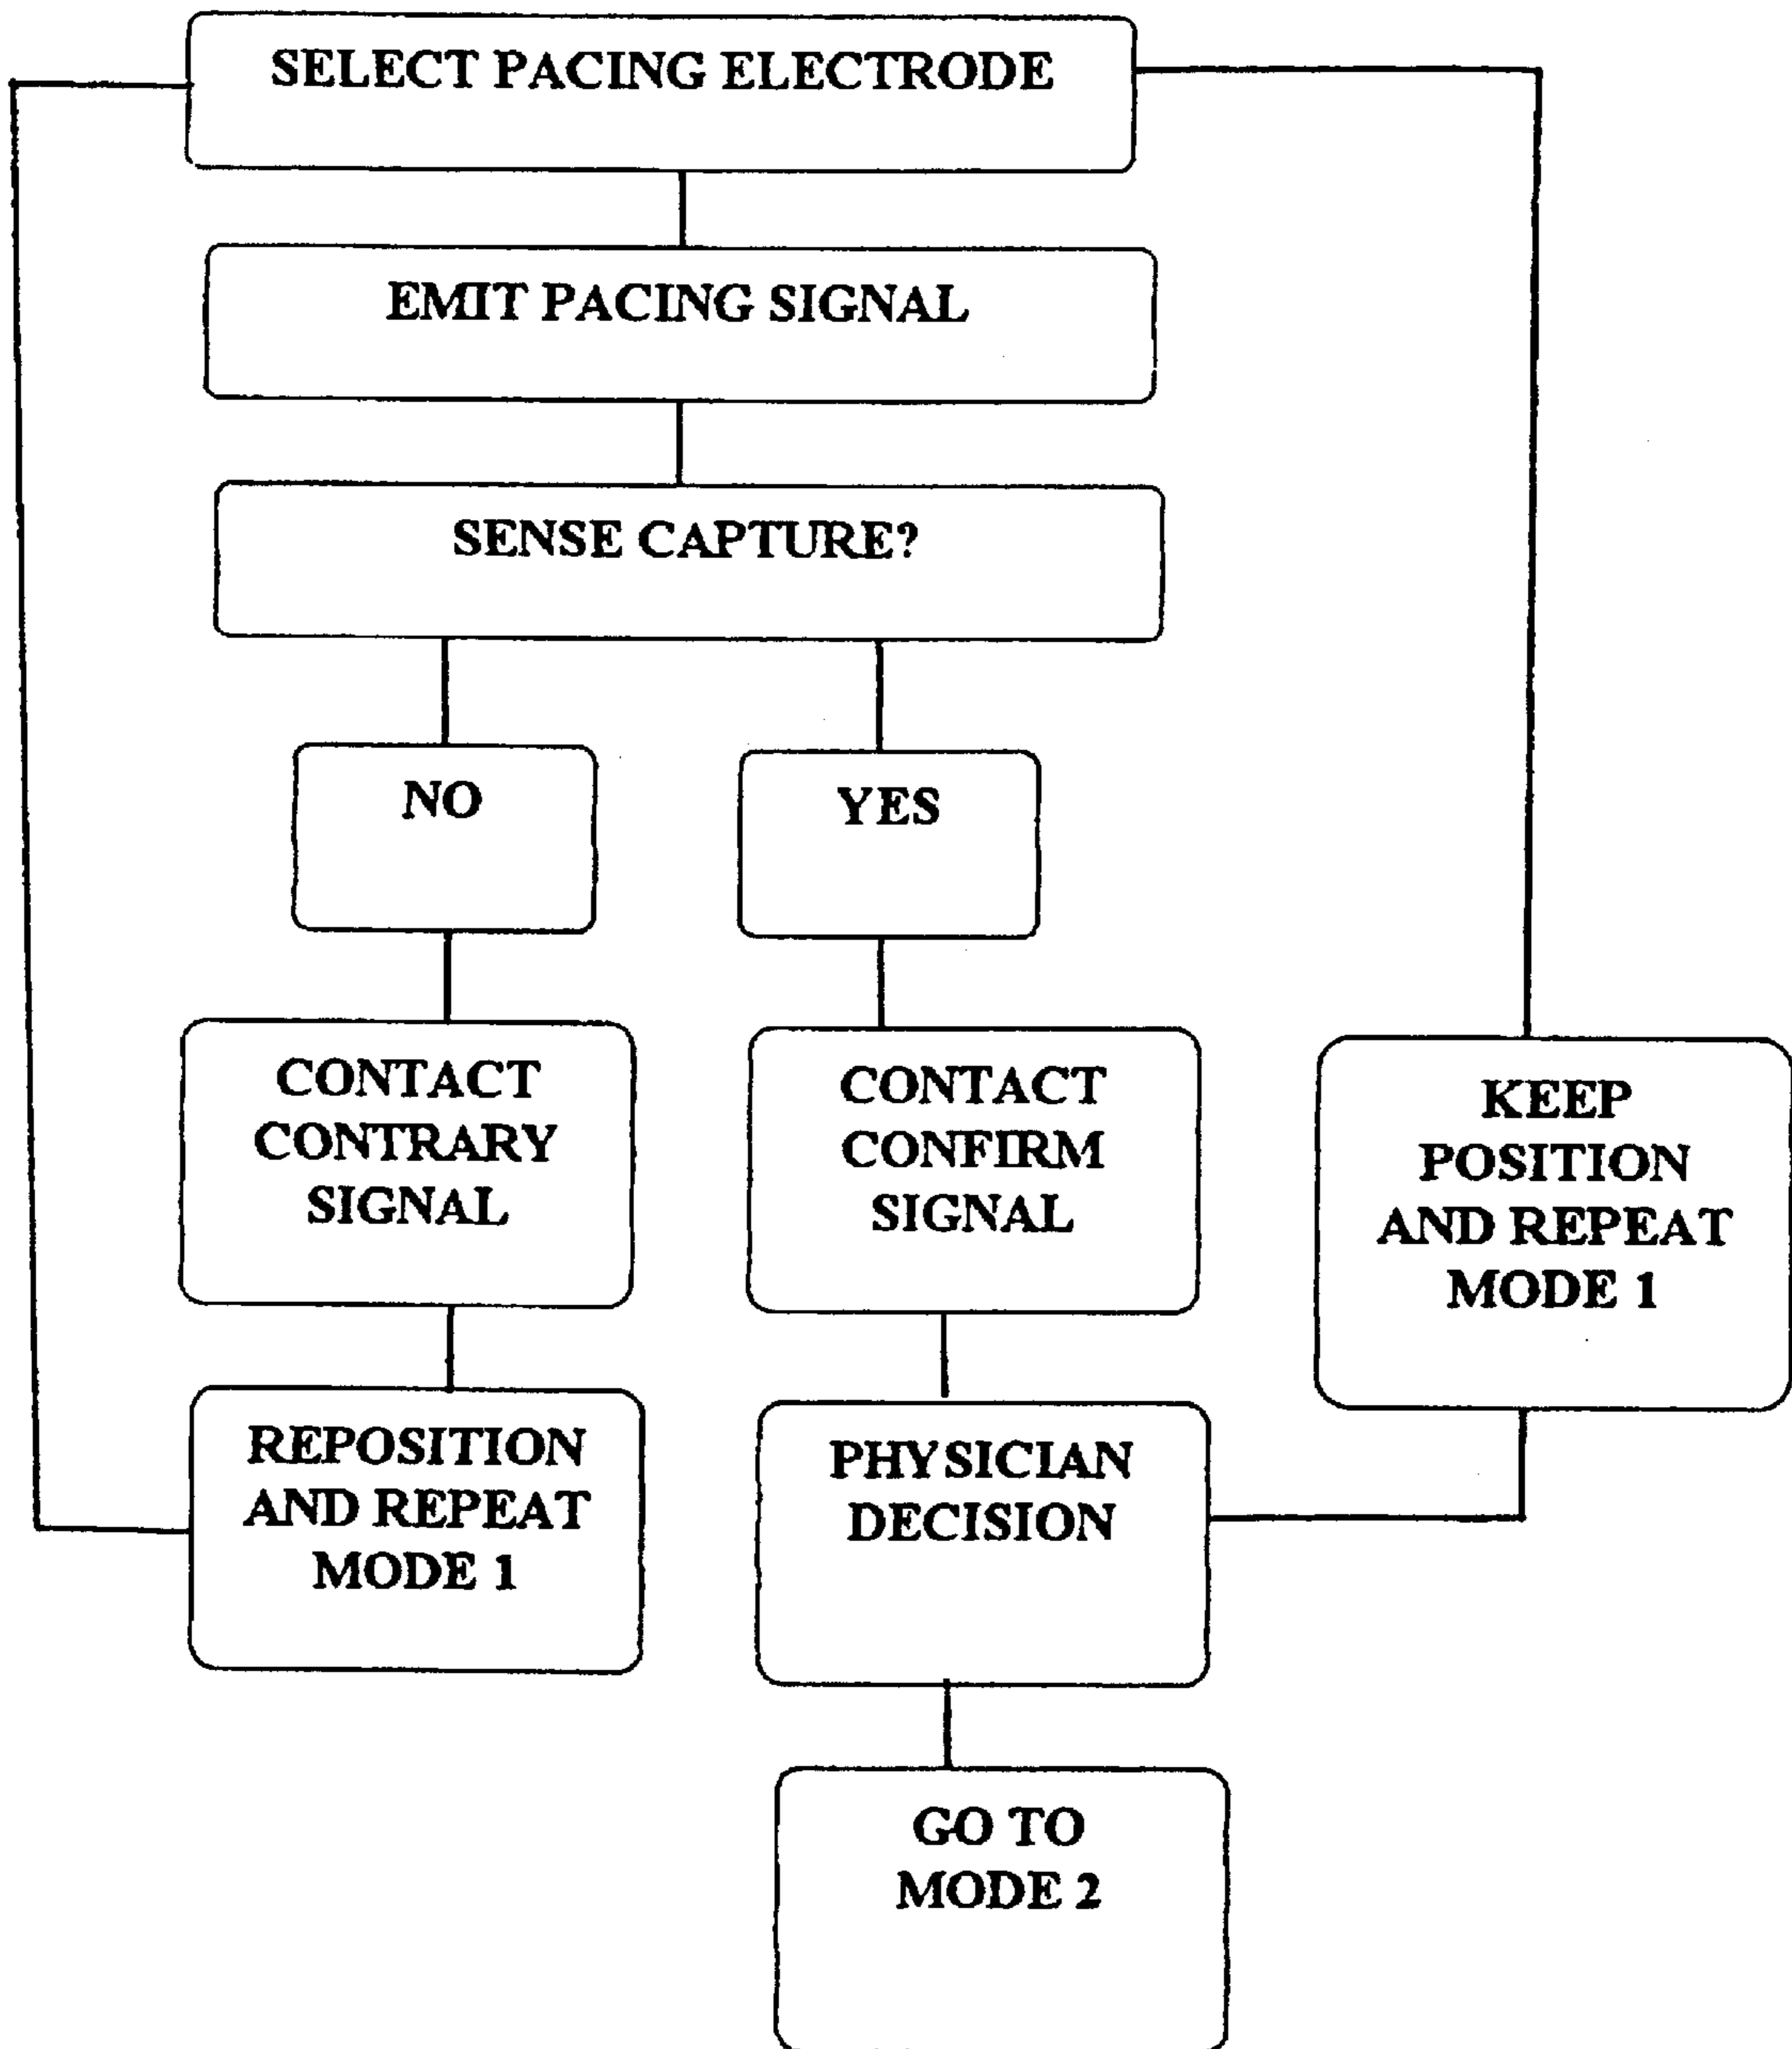 SELECT PACING ELECTRODE
EMIT PACING SIGNAL
SENSE CAPTURE?
NO
YES
CONTACT
CONTRARY
SIGNAL
CONTACT
CONFIRM
SIGNAL
KEEP
POSITION
AND REPEAT
MODE 1
REPOSITION
AND REPEAT
MODE 1
PHYSICIAN
DECISION
GO TO
MODE 2